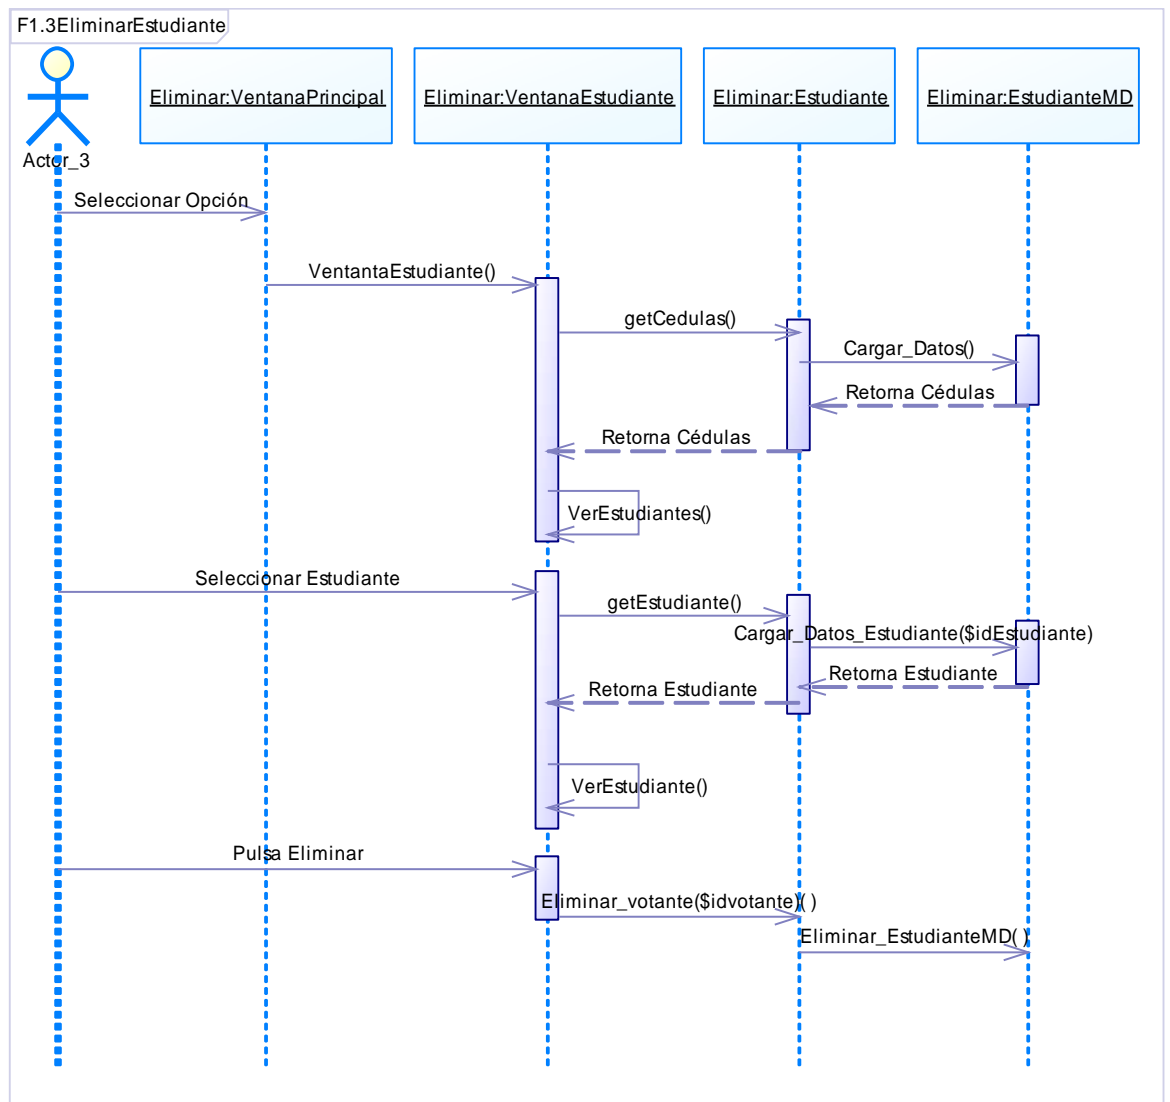 F1.3EliminarEstudiante
Eliminar:VentanaPrincipal
Eliminar:VentanaEstudiante
Eliminar:Estudiante
Eliminar:EstudianteMD
Actor_3
Seleccionar Opción
VentantaEstudiante()
getCedulas()
Cargar_Datos()
Retorna Cédulas
Retorna Cédulas
VerEstudiantes()
Seleccionar Estudiante
getEstudiante()
Cargar_Datos_Estudiante($idEstudiante)
Retorna Estudiante
Retorna Estudiante
VerEstudiante()
Pulsa Eliminar
Eliminar_votante($idvotante)( )
Eliminar_EstudianteMD( )